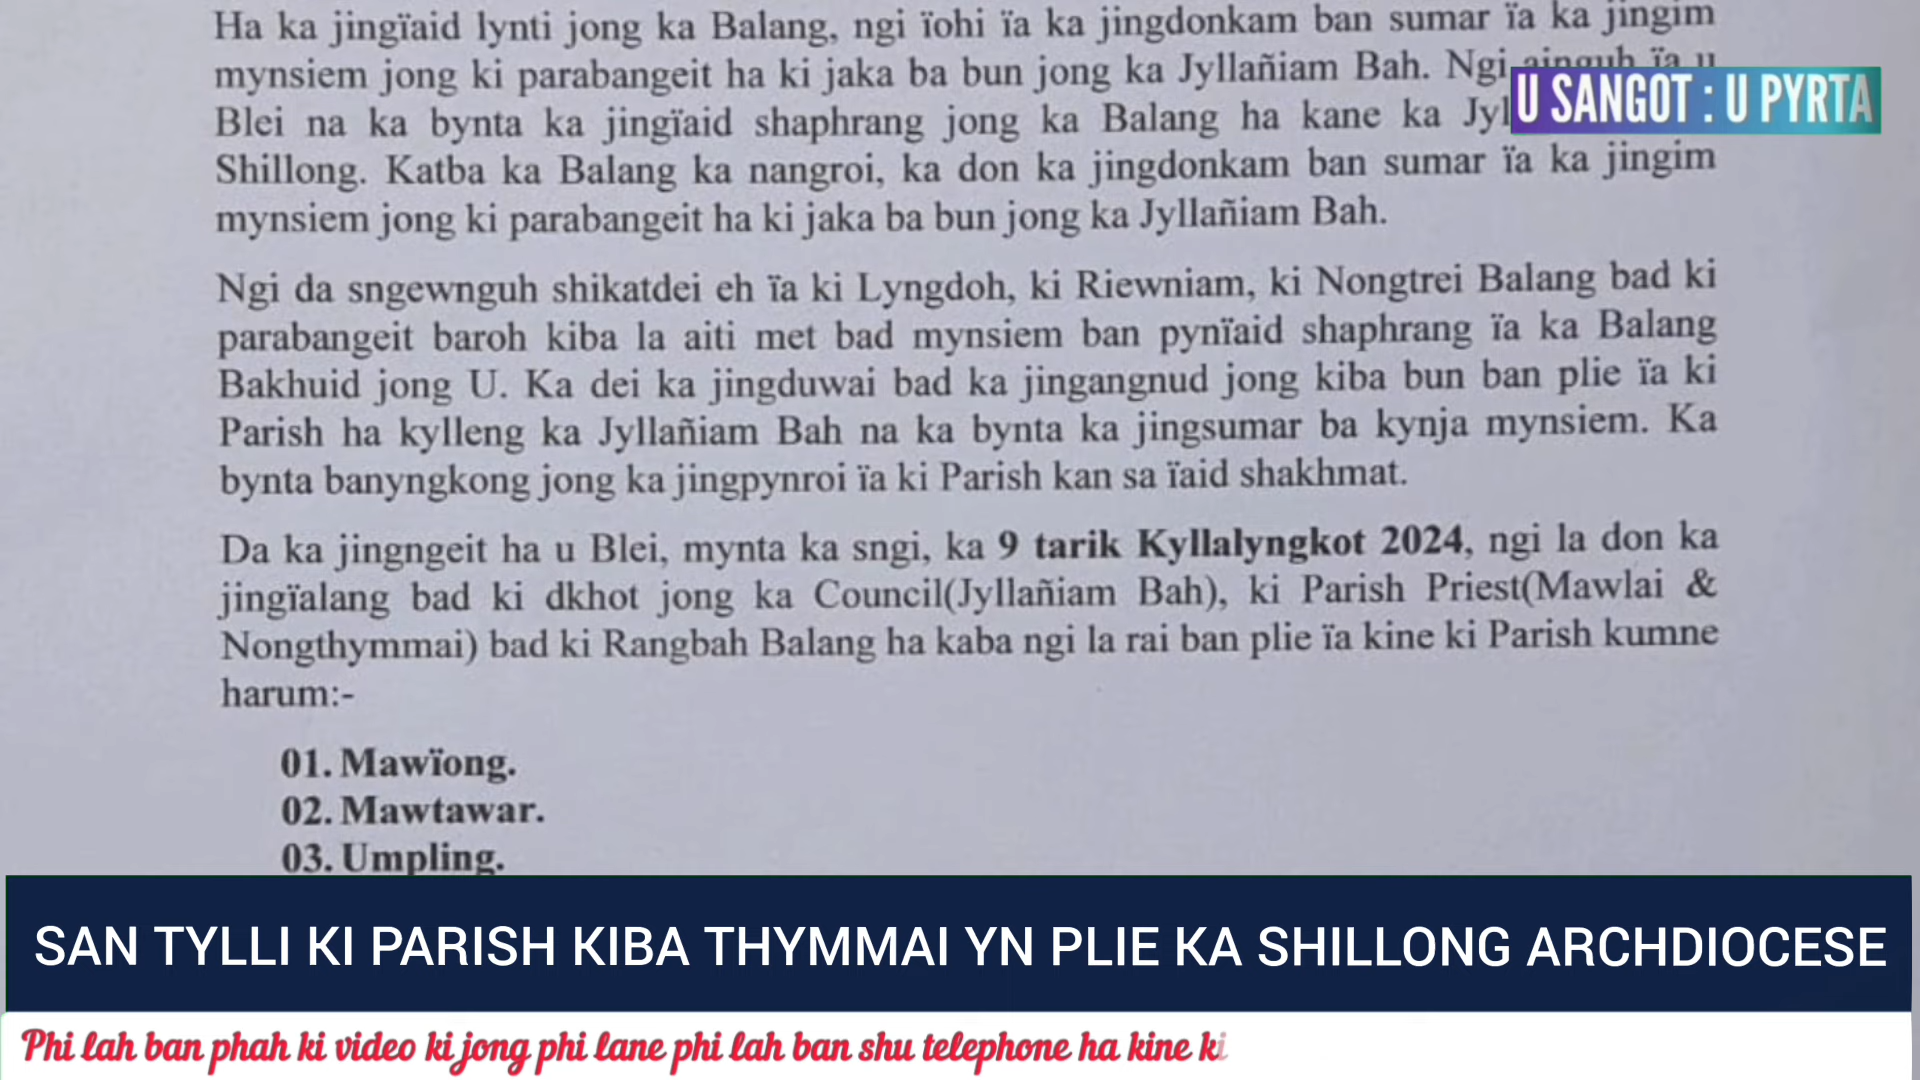 Ha ka jingïaid lynti jong ka Balang, ngi ïohi ïa ka jingdonkam ban sumar ïa ka jingim
mynsiem jong ki parabangeit ha ki jaka ba bun jong ka Jyllañiam Bah. Ngi ainguh ïa u
U SANGOT : U PYRTA
Blei na ka bynta ka jingïaid shaphrang jong ka Balang ha kane ka
Shillong. Katba ka Balang ka nangroi, ka don ka jingdonkam ban sumar ïa ka jingim
mynsiem jong ki parabangeit ha ki jaka ba bun jong ka Jyllañiam Bah.
Ngi da sngewnguh shikatdei eh ïa ki Lyngdoh, ki Riewniam, ki Nongtrei Balang bad ki
parabangeit baroh kiba la aiti met bad mynsiem ban pynïaid shaphrang ïa ka Balang
Bakhuid jong U. Ka dei ka jingduwai bad ka jingangnud jong kiba bun ban plie ïa ki
Parish ha kylleng ka Jyllañiam Bah na ka bynta ka jingsumar ba kynja mynsiem. Ka
bynta banyngkong jong ka jingpynroi ïa ki Parish kan sa ïaid shakhmat.
Da ka jingngeit ha u Blei, mynta ka sngi, ka 9 tarik Kyllalyngkot 2024, ngi la don ka
jingïalang bad ki dkhot jong ka Council(Jyllañiam Bah), ki Parish Priest(Mawlai &
Nongthymmai) bad ki Rangbah Balang ha kaba ngi la rai ban plie ïa kine ki Parish kumne
harum:-
01. Mawïong.
02. Mawtawar.
03. Umpling.
SAN TYLLI KI PARISH KIBA THYMMAI YN PLIE KA SHILLONG ARCHDIOCESE
Phi lah ban phah ki video ki jong phi lane phi lah ban shu telephone ha kine ki